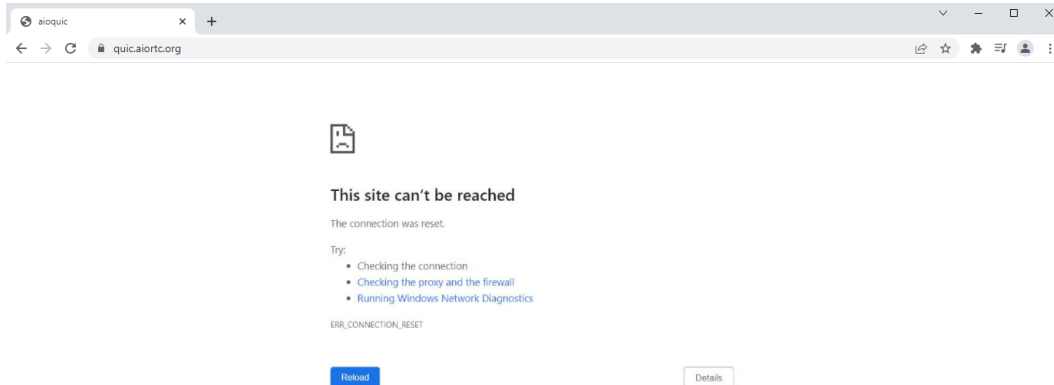 aioquic
quic.aiortc.org
This site can't be reached
The connection was reset.
Try:
Checking the connection
Checking the proxy and the firewall
Running Windows Network Diagnostics
ERR_CONNECTION_RESET
Reload Details